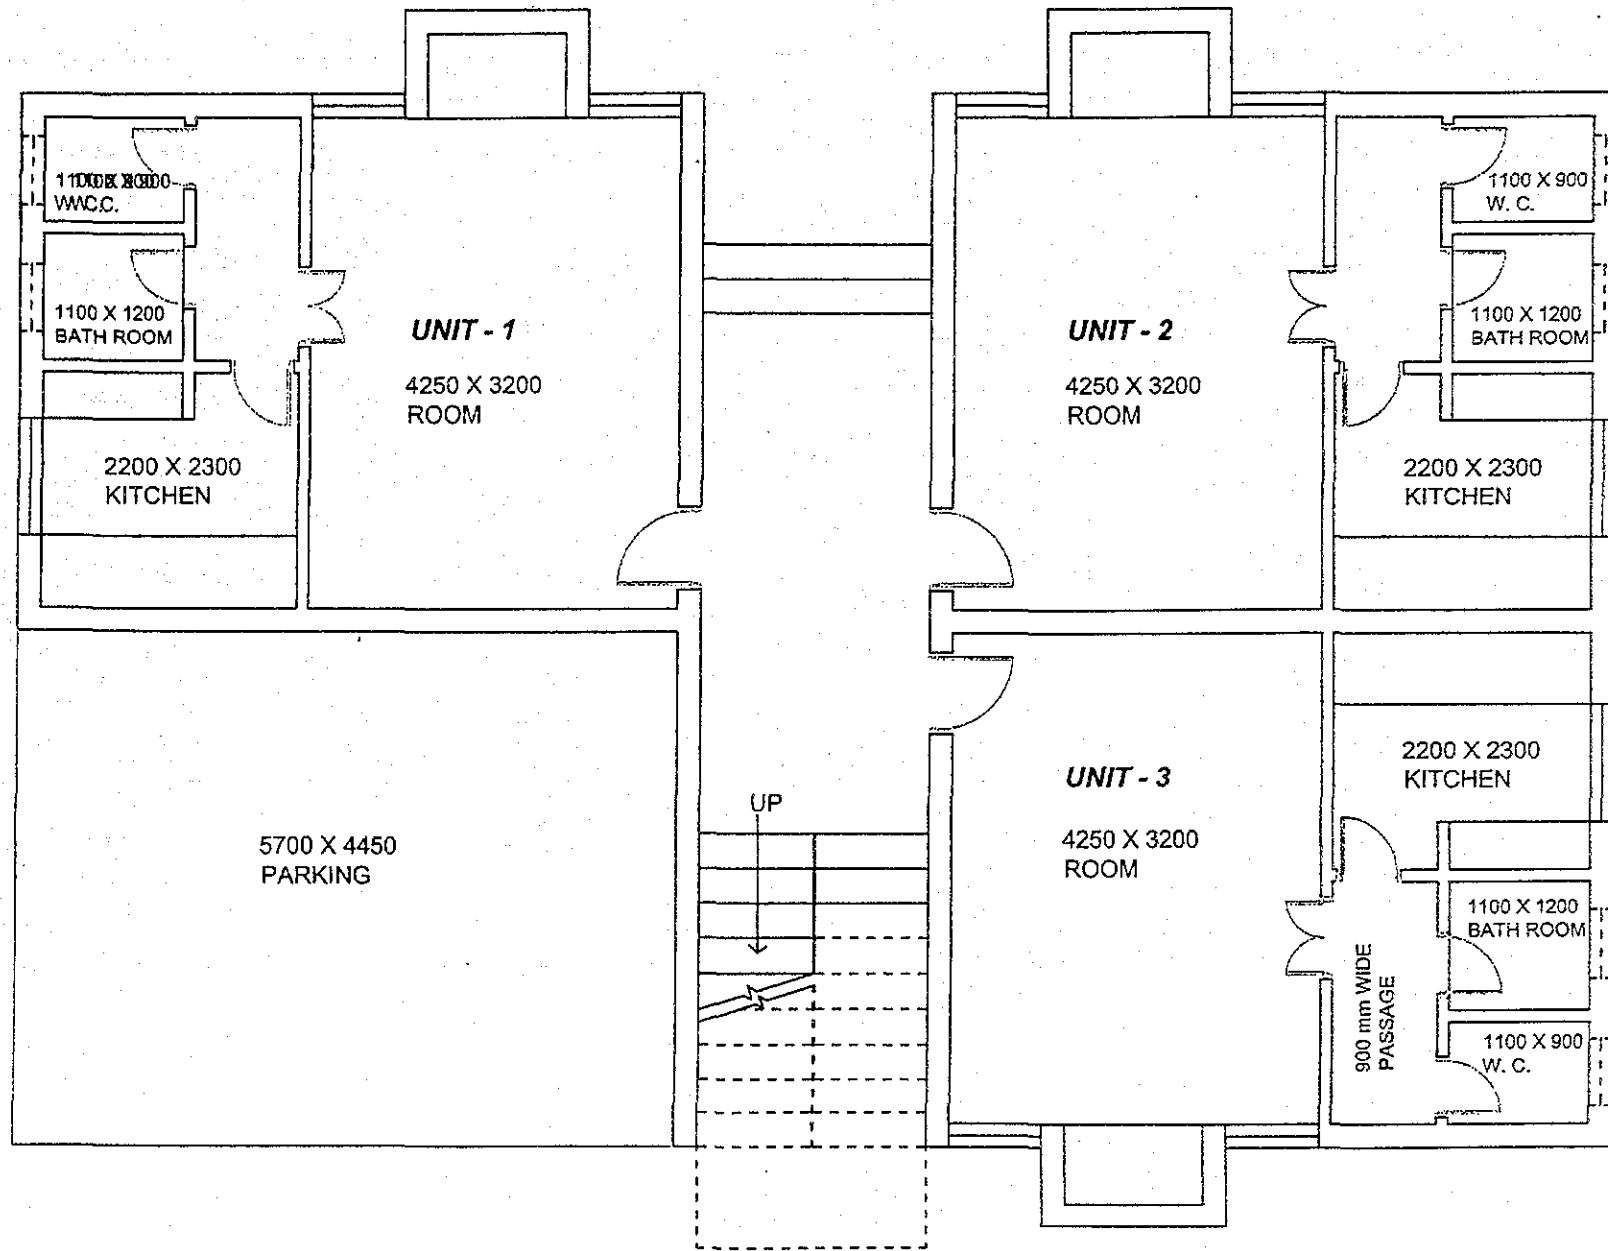 1100 X 900
W. C.
1100 X 1200
BATH ROOM
UNIT - 1
4250 X 3200
ROOM
2200 X 2300
KITCHEN
UNIT - 2
4250 X 3200
ROOM
1100 X 900
W. C.
1100 X 1200
BATH ROOM
2200 X 2300
KITCHEN
5700 X 4450
PARKING
UP
UNIT - 3
4250 X 3200
ROOM
2200 X 2300
KITCHEN
1100 X 1200
BATH ROOM
900 mm WIDE
PASSAGE
1100 X 900
W. C.